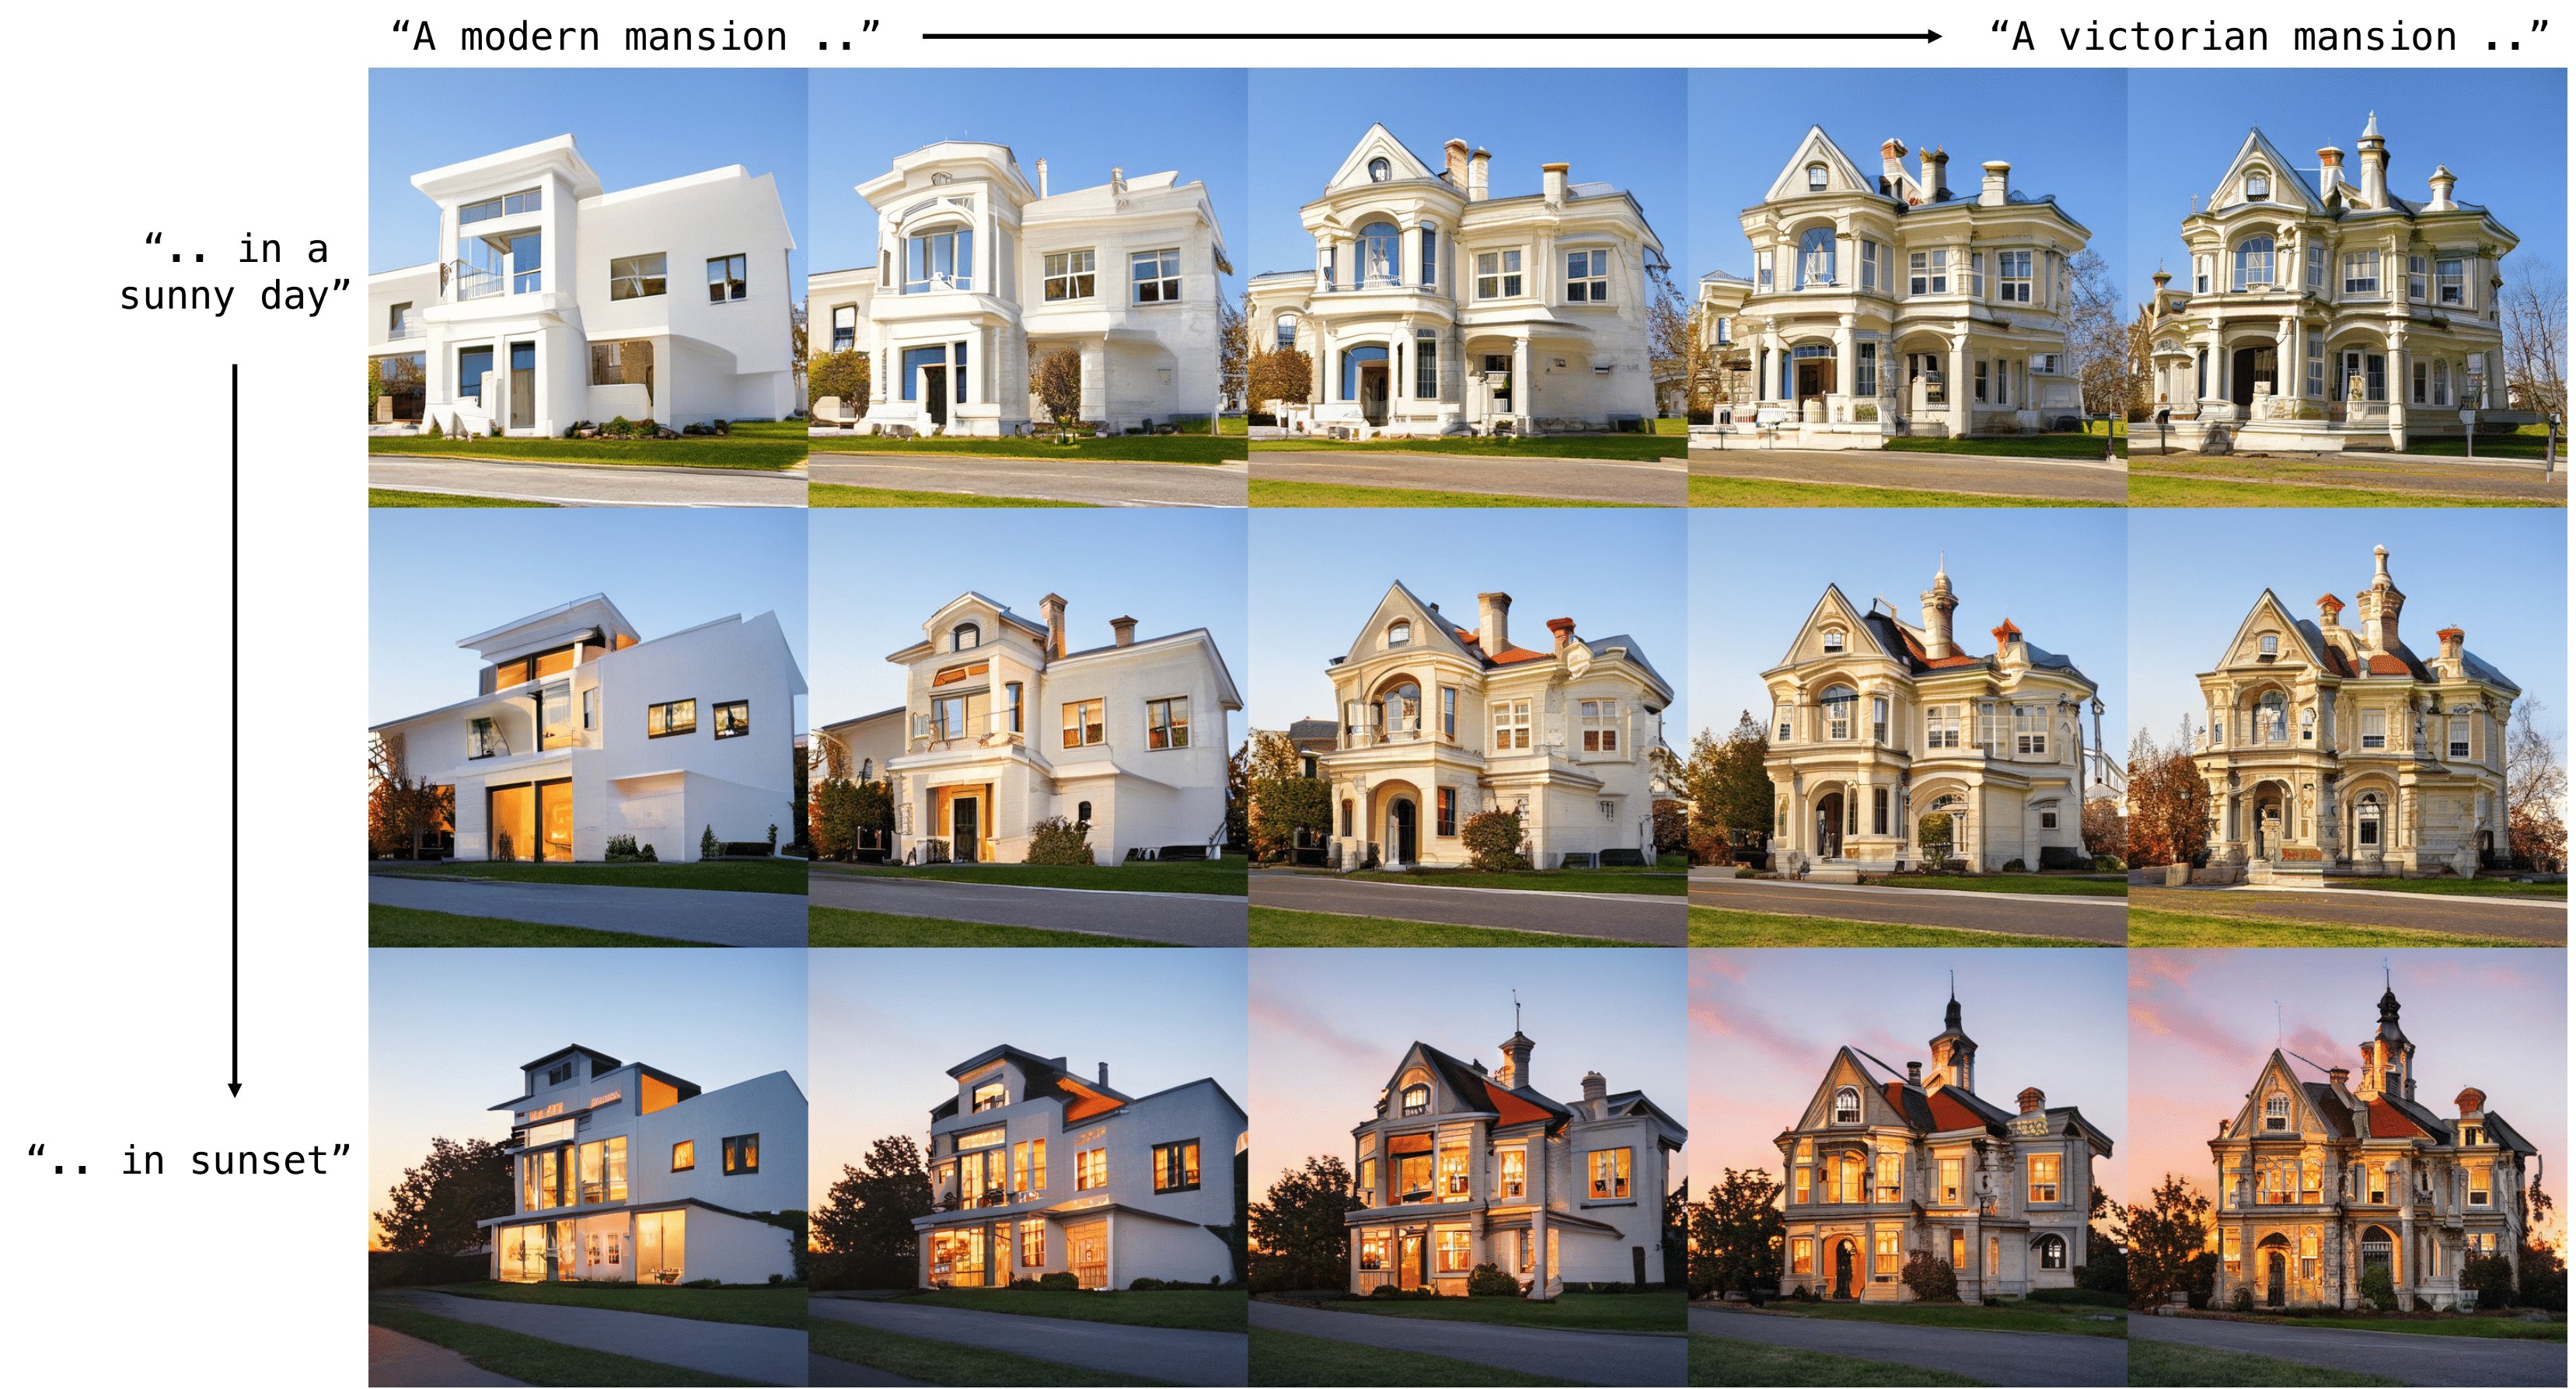 “A modern mansion ..”
“A victorian mansion ..”
“.. in a
sunny day”
“.. in sunset”